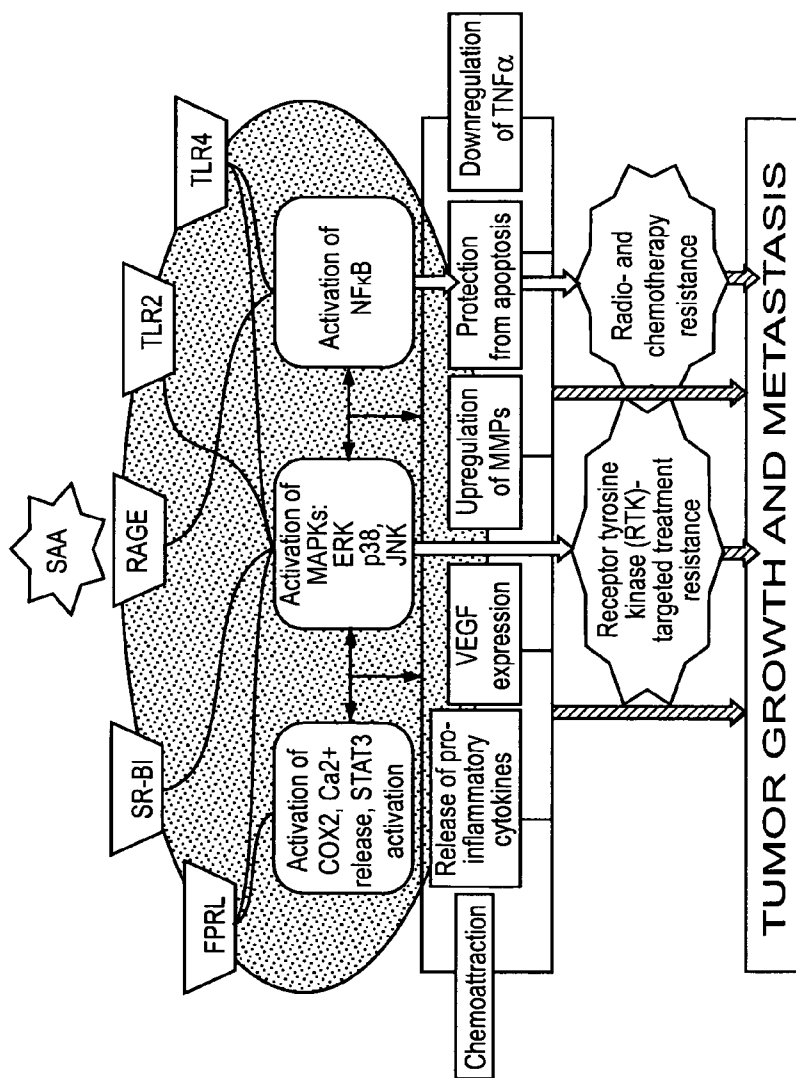 SAA
FPRL
SR-BI
RAGE
TLR2
TLR4
Activation of
COX2, Ca2+
release, STAT3
activation
Activation of
MAPKs:
ERK
p38,
JNK
Activation of
NFκB
Chemoattraction
Release of pro-
inflammatory
cytokines
VEGF
expression
Upregulation
of MMPs
Protection
from apoptosis
Downregulation
of TNFα
Receptor tyrosine
kinase (RTK)-
targeted treatment
resistance
Radio- and
chemotherapy
resistance
TUMOR GROWTH AND METASTASIS